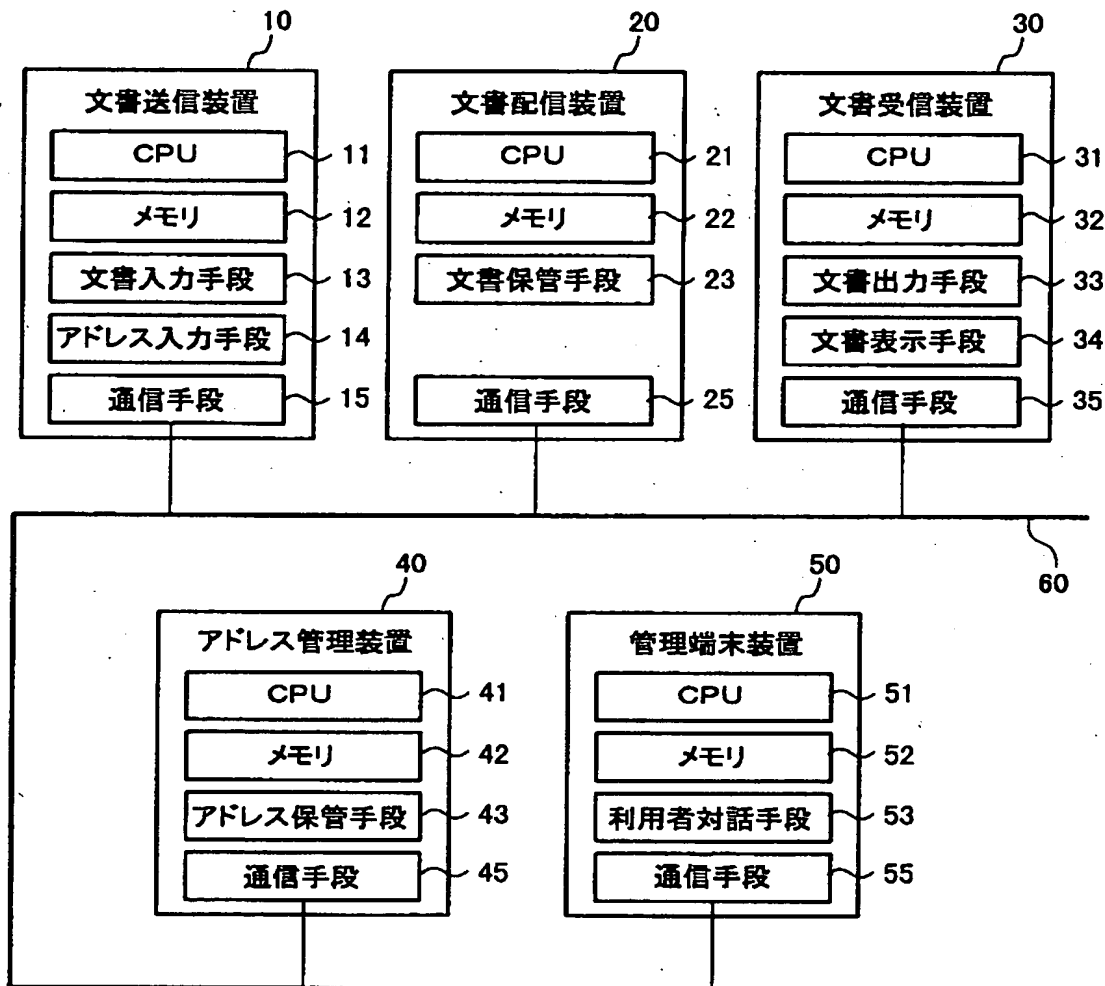 10
20
30
文書送信装置
文書配信装置
文書受信装置
CPU 11
CPU 21
CPU 31
メモリ 12
メモリ 22
メモリ 32
文書入力手段 13
文書保管手段 23
文書出力手段 33
アドレス入力手段 14
文書表示手段 34
通信手段 15
通信手段 25
通信手段 35
60
40
50
アドレス管理装置
管理端末装置
CPU 41
CPU 51
メモリ 42
メモリ 52
アドレス保管手段 43
利用者対話手段 53
通信手段 45
通信手段 55